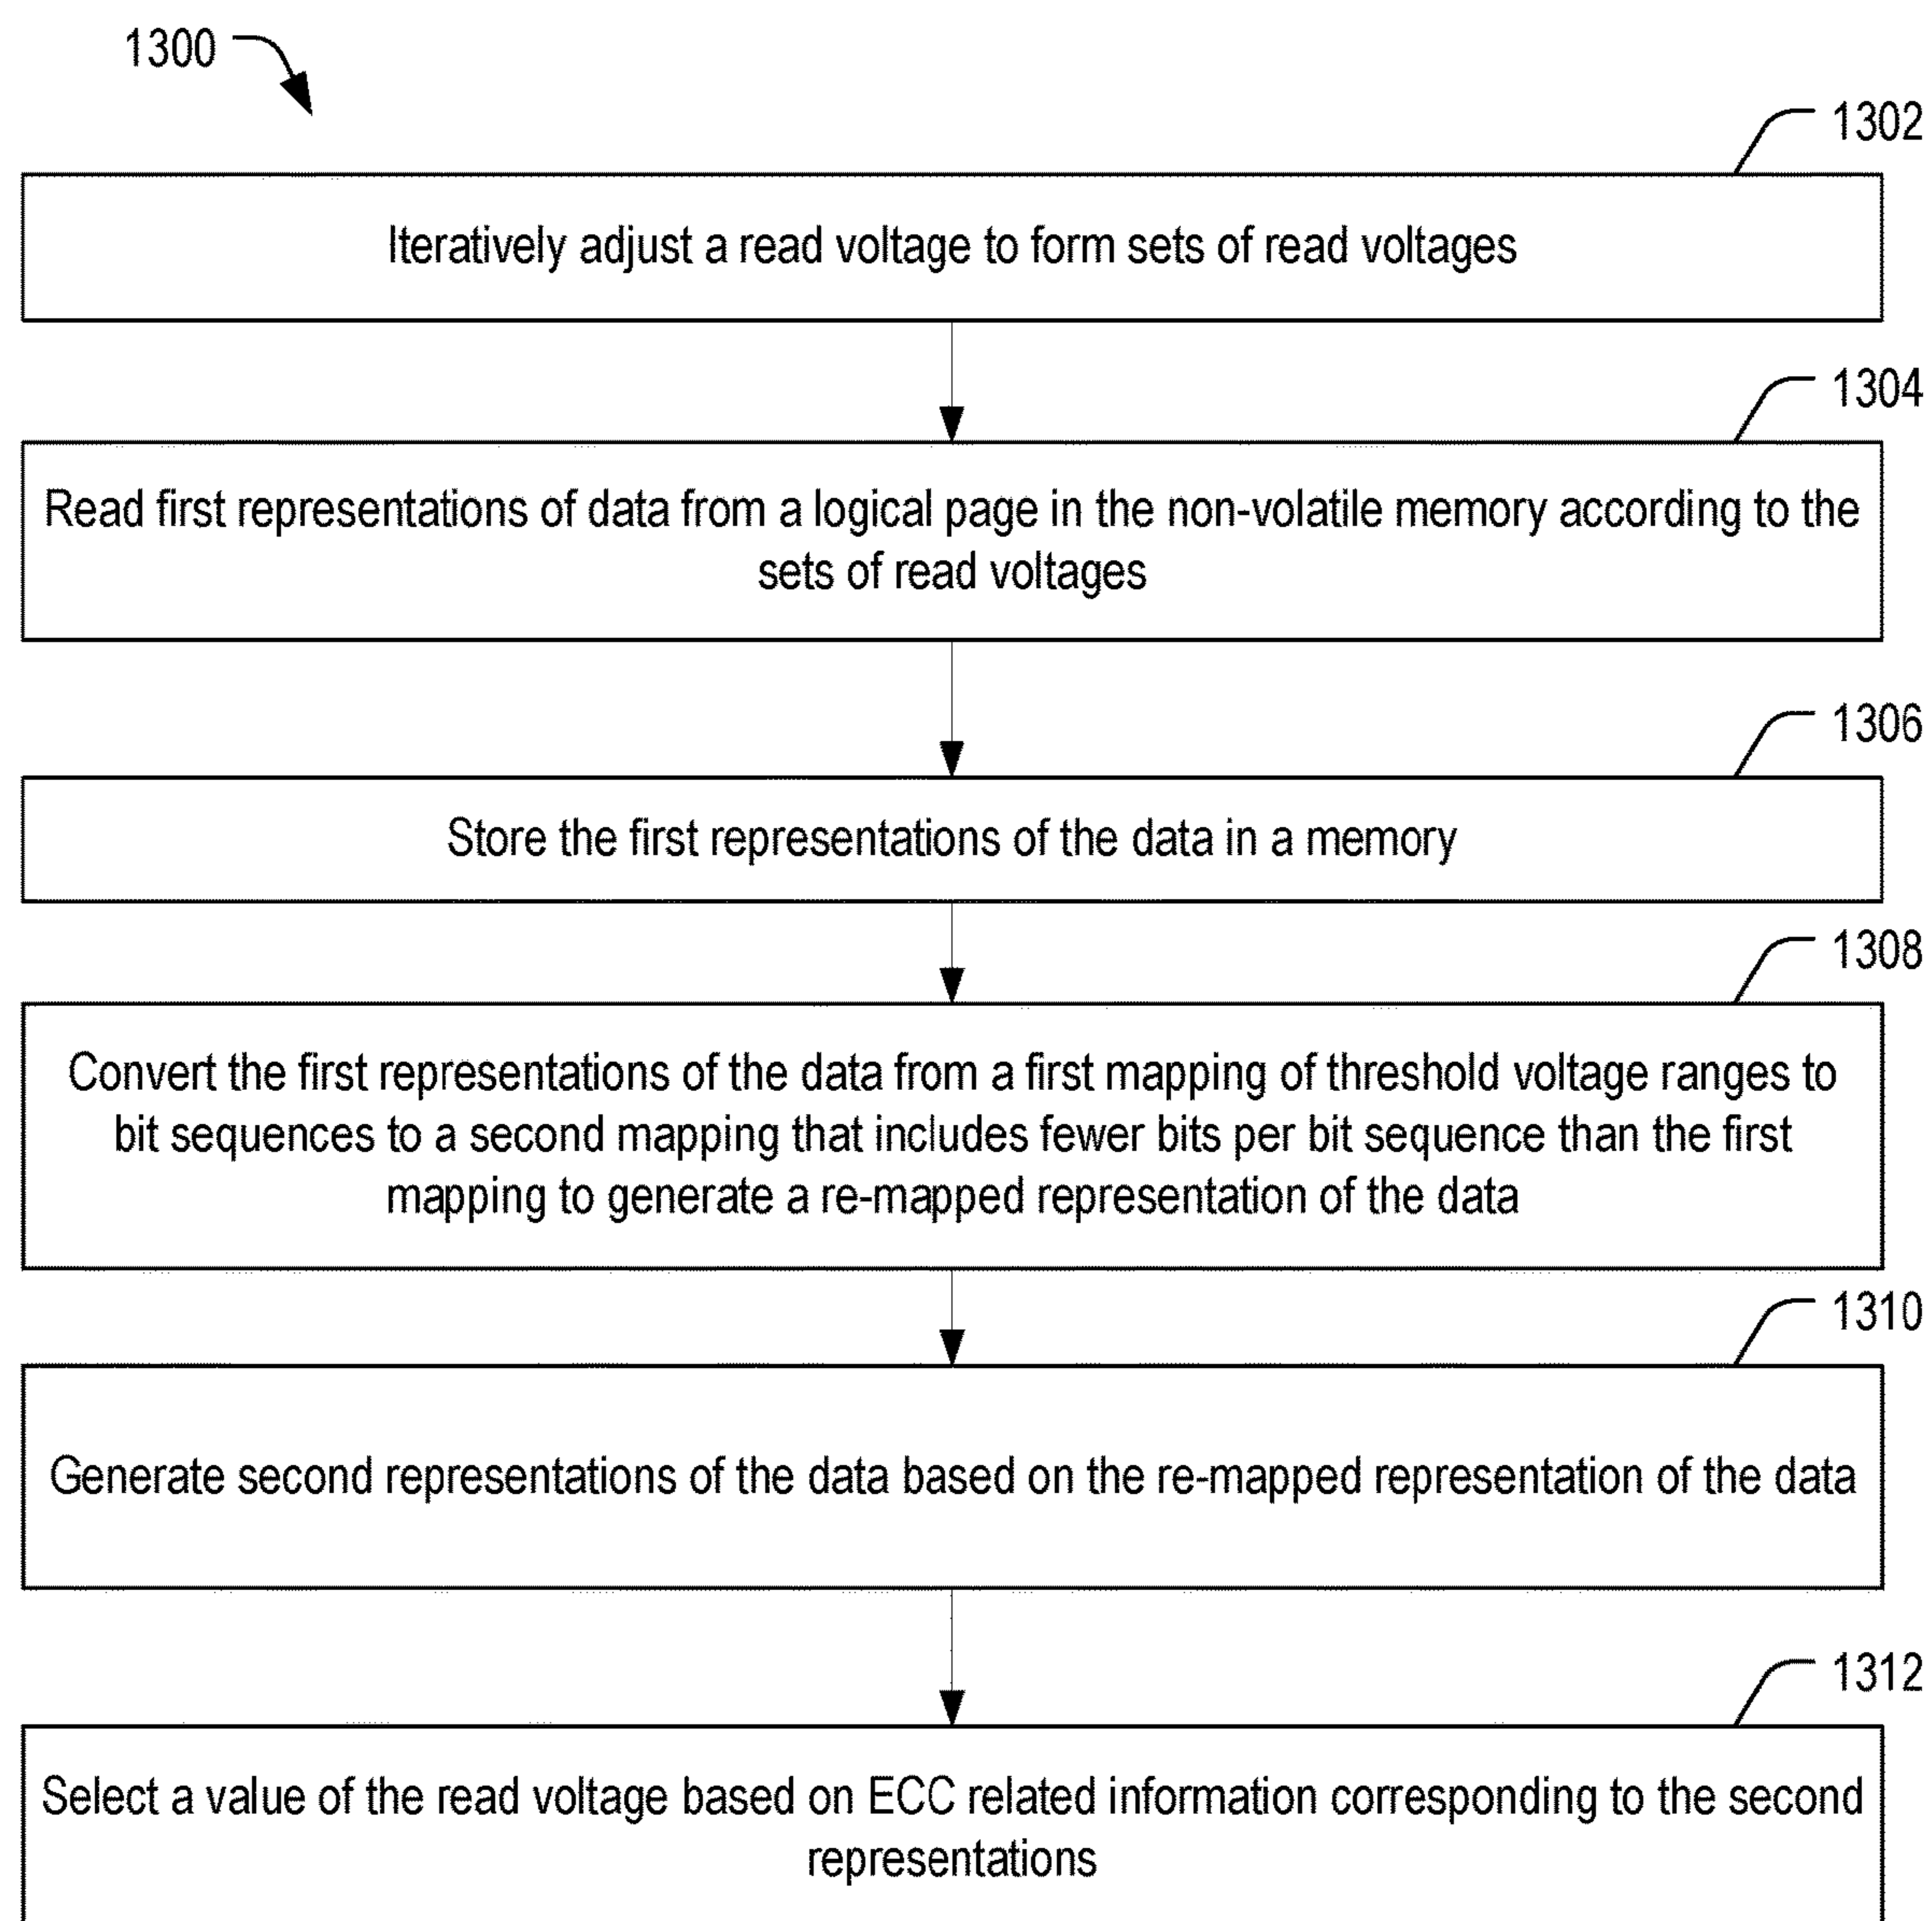 1300
1302
Iteratively adjust a read voltage to form sets of read voltages
1304
Read first representations of data from a logical page in the non-volatile memory according to the
sets of read voltages
1306
Store the first representations of the data in a memory
1308
Convert the first representations of the data from a first mapping of threshold voltage ranges to
bit sequences to a second mapping that includes fewer bits per bit sequence than the first
mapping to generate a re-mapped representation of the data
1310
Generate second representations of the data based on the re-mapped representation of the data
1312
Select a value of the read voltage based on ECC related information corresponding to the second
representations